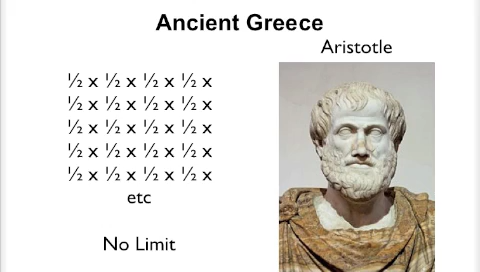 Ancient Greece
Aristotle
½ x ½ x ½ x ½ x
½ x ½ x ½ x ½ x
½ x ½ x ½ x ½ x
½ x ½ x ½ x ½ x
½ x ½ x ½ x ½ x
etc
No Limit